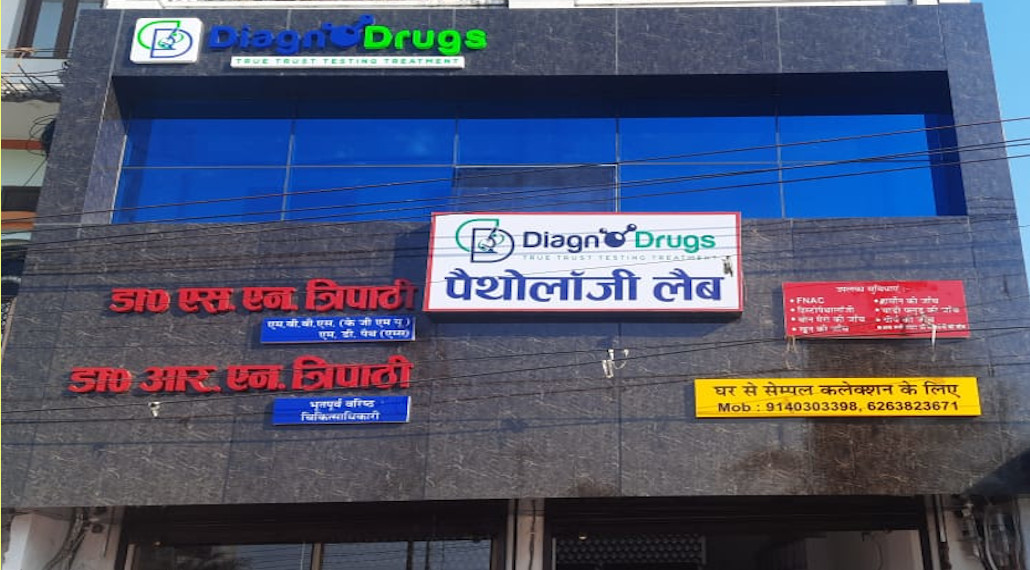 DiagnoDrugs
TRUE TRUST TESTING TREATMENT
DiagnoDrugs
TRUE TRUST TESTING TREATMENT
पैथोलॉजी लैब
डा० एस. एन. त्रिपाठी
एम.बी.बी.एस. (के जी एम यू)
एम. डी. पैथ (एम्स)
डा० आर. एन. त्रिपाठी
भूतपूर्व वरिष्ठ
चिकित्साधिकारी
उपलब्ध सुविधाएं :-
• FNAC
• हिस्टोपैथालॉजी
• बोन मैरो की जाँच
• खून की जाँच
• हार्मोन की जाँच
• बाडी फ्लूड की जाँच
घर से सेम्पल कलेक्शन के लिए
Mob : 9140303398, 6263823671